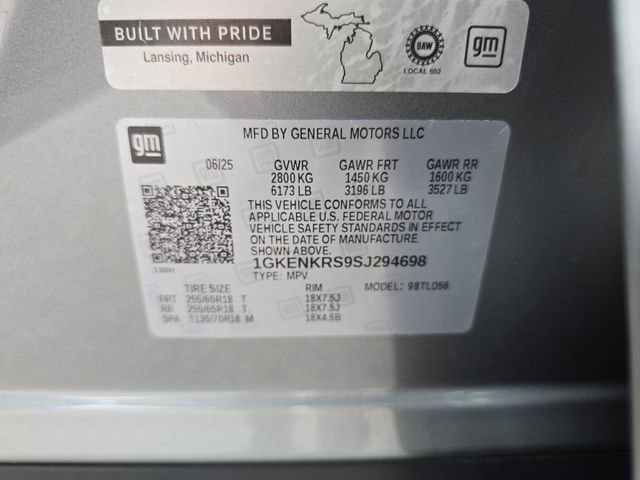 BUILT WITH PRIDE
Lansing, Michigan
UAW
LOCAL 602
gm
gm
MFD BY GENERAL MOTORS LLC
06/25 GVWR GAWR FRT GAWR RR
2800 KG 1450 KG 1600 KG
6173 LB 3196 LB 3527 LB
THIS VEHICLE CONFORMS TO ALL
APPLICABLE U.S. FEDERAL MOTOR
VEHICLE SAFETY STANDARDS IN EFFECT
ON THE DATE OF MANUFACTURE
SHOWN ABOVE.
1GKENKRS9SJ294698
TYPE: MPV
TIRE SIZE RIM MODEL:
FRT 255/65R18 T 18X7.5J
RR 255/65R18 T 18X7.5J
SPA T135/70R18 M 18X4.5B